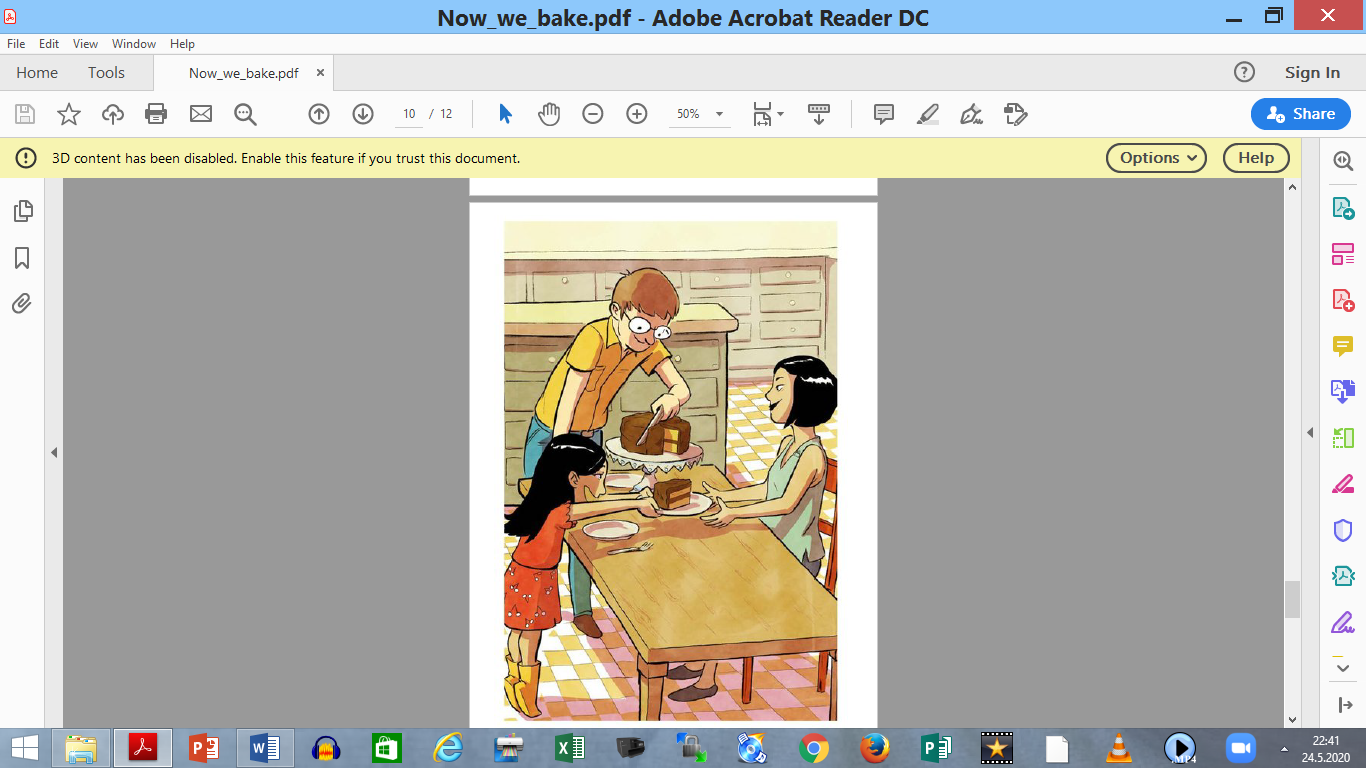 Now_we_bake.pdf - Adobe Acrobat Reader DC
File Edit View Window Help
Home Tools Now_we_bake.pdf × Sign In
10 / 12 50% Share
3D content has been disabled. Enable this feature if you trust this document. Options Help
P W X P MP4
22:41
24.5.2020